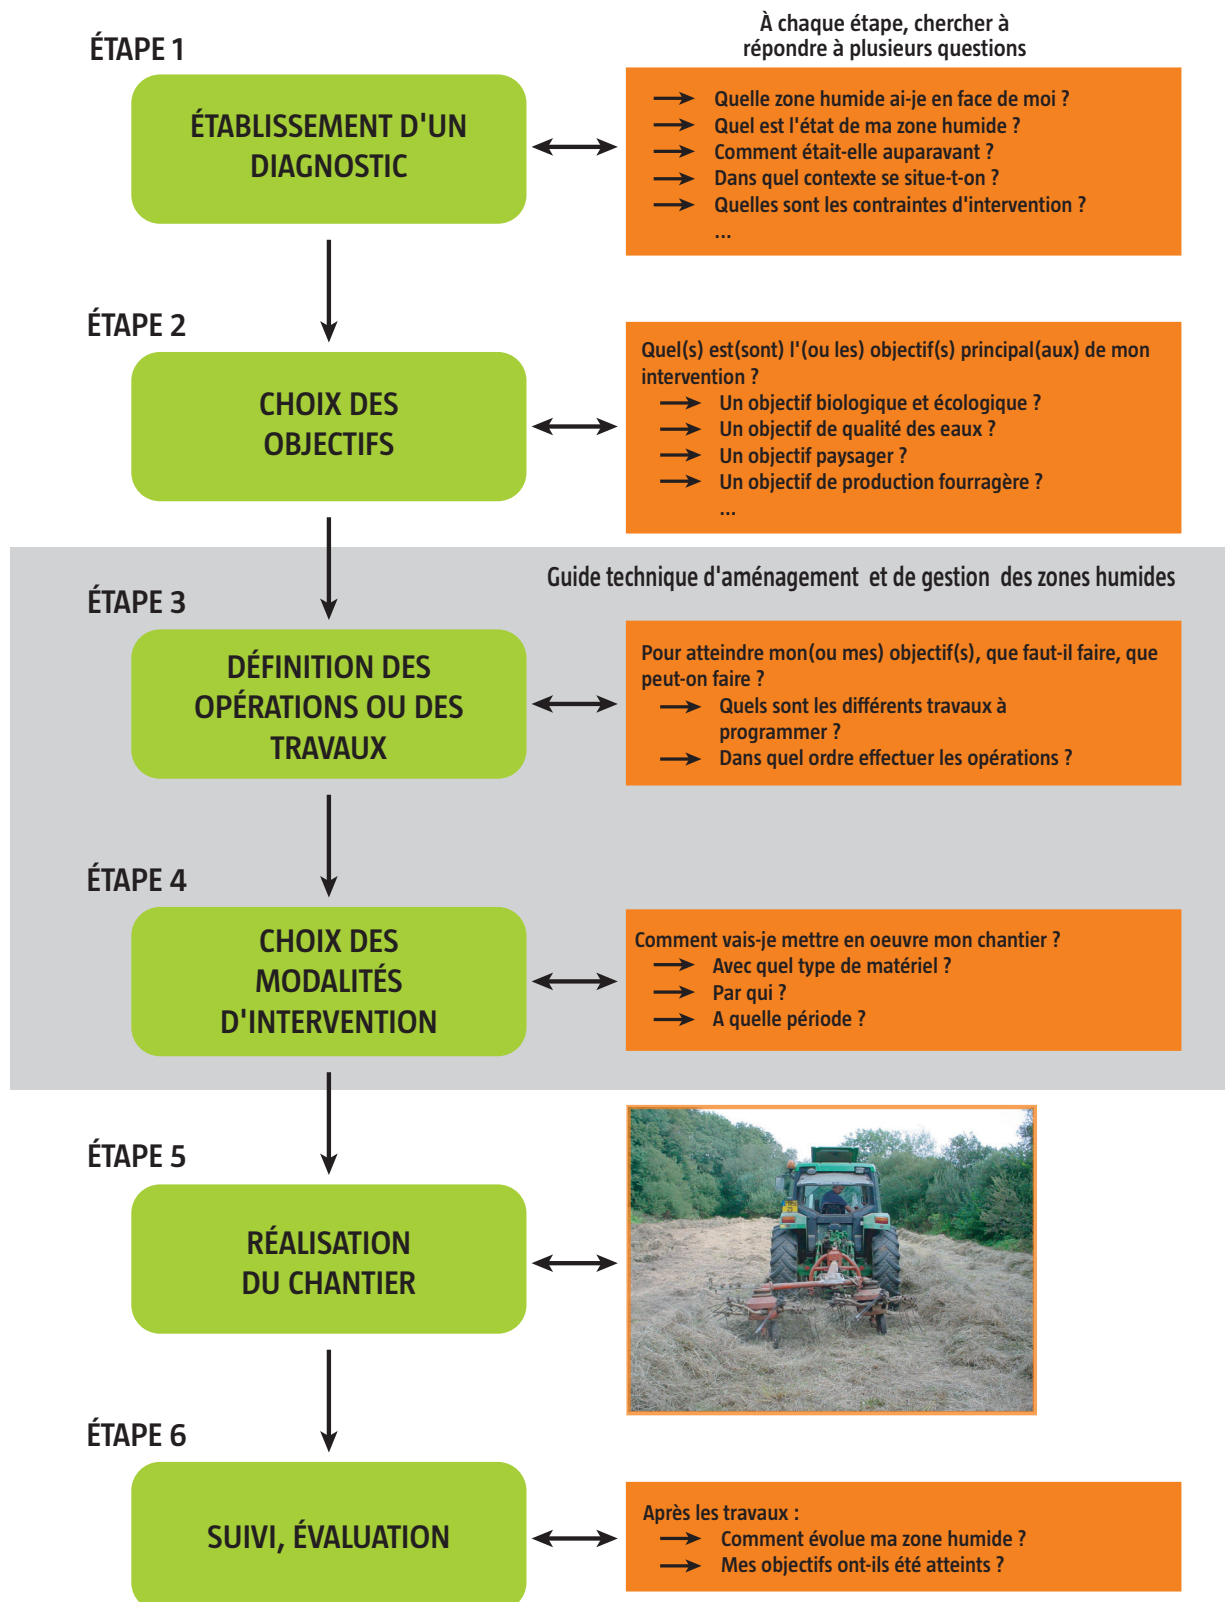 À chaque étape, chercher à
répondre à plusieurs questions
ÉTAPE 1
ÉTABLISSEMENT D'UN
DIAGNOSTIC
Quelle zone humide ai-je en face de moi ?
Quel est l'état de ma zone humide ?
Comment était-elle auparavant ?
Dans quel contexte se situe-t-on ?
Quelles sont les contraintes d'intervention ?
...
ÉTAPE 2
CHOIX DES
OBJECTIFS
Quel(s) est(sont) l'(ou les) objectif(s) principal(aux) de mon
intervention ?
Un objectif biologique et écologique ?
Un objectif de qualité des eaux ?
Un objectif paysager ?
Un objectif de production fourragère ?
...
Guide technique d'aménagement et de gestion des zones humides
ÉTAPE 3
DÉFINITION DES
OPÉRATIONS OU DES
TRAVAUX
Pour atteindre mon(ou mes) objectif(s), que faut-il faire, que
peut-on faire ?
Quels sont les différents travaux à
programmer ?
Dans quel ordre effectuer les opérations ?
ÉTAPE 4
CHOIX DES
MODALITÉS
D'INTERVENTION
Comment vais-je mettre en oeuvre mon chantier ?
Avec quel type de matériel ?
Par qui ?
A quelle période ?
ÉTAPE 5
RÉALISATION
DU CHANTIER
ÉTAPE 6
SUIVI, ÉVALUATION
Après les travaux :
Comment évolue ma zone humide ?
Mes objectifs ont-ils été atteints ?